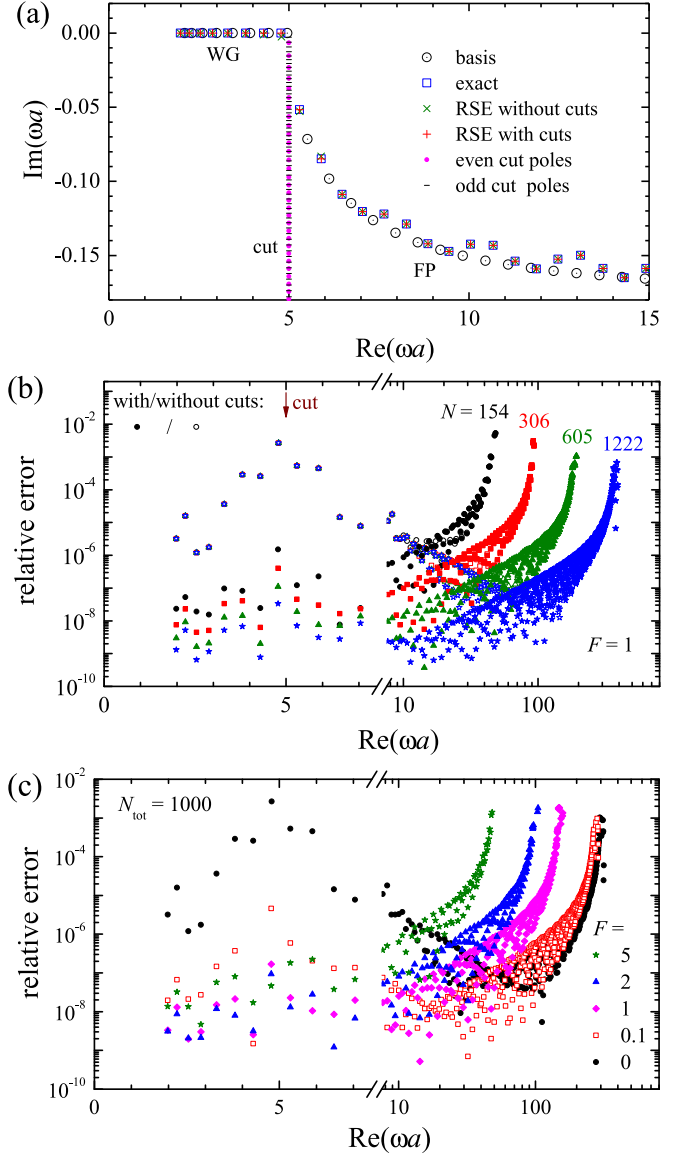 (a)
0.00
-0.05
-0.10
-0.15
Im(ωa)
WG
basis
exact
RSE without cuts
RSE with cuts
even cut poles
odd cut poles
cut
FP
0
5
10
15
Re(ωa)
(b)
with/without cuts:
/
cut
N = 154
306
605
1222
10⁻²
10⁻⁴
10⁻⁶
10⁻⁸
10⁻¹⁰
relative error
F = 1
0
5
10
100
Re(ωa)
(c)
N_tot = 1000
10⁻²
10⁻⁴
10⁻⁶
10⁻⁸
10⁻¹⁰
relative error
F =
5
2
1
0.1
0
0
5
10
100
Re(ωa)